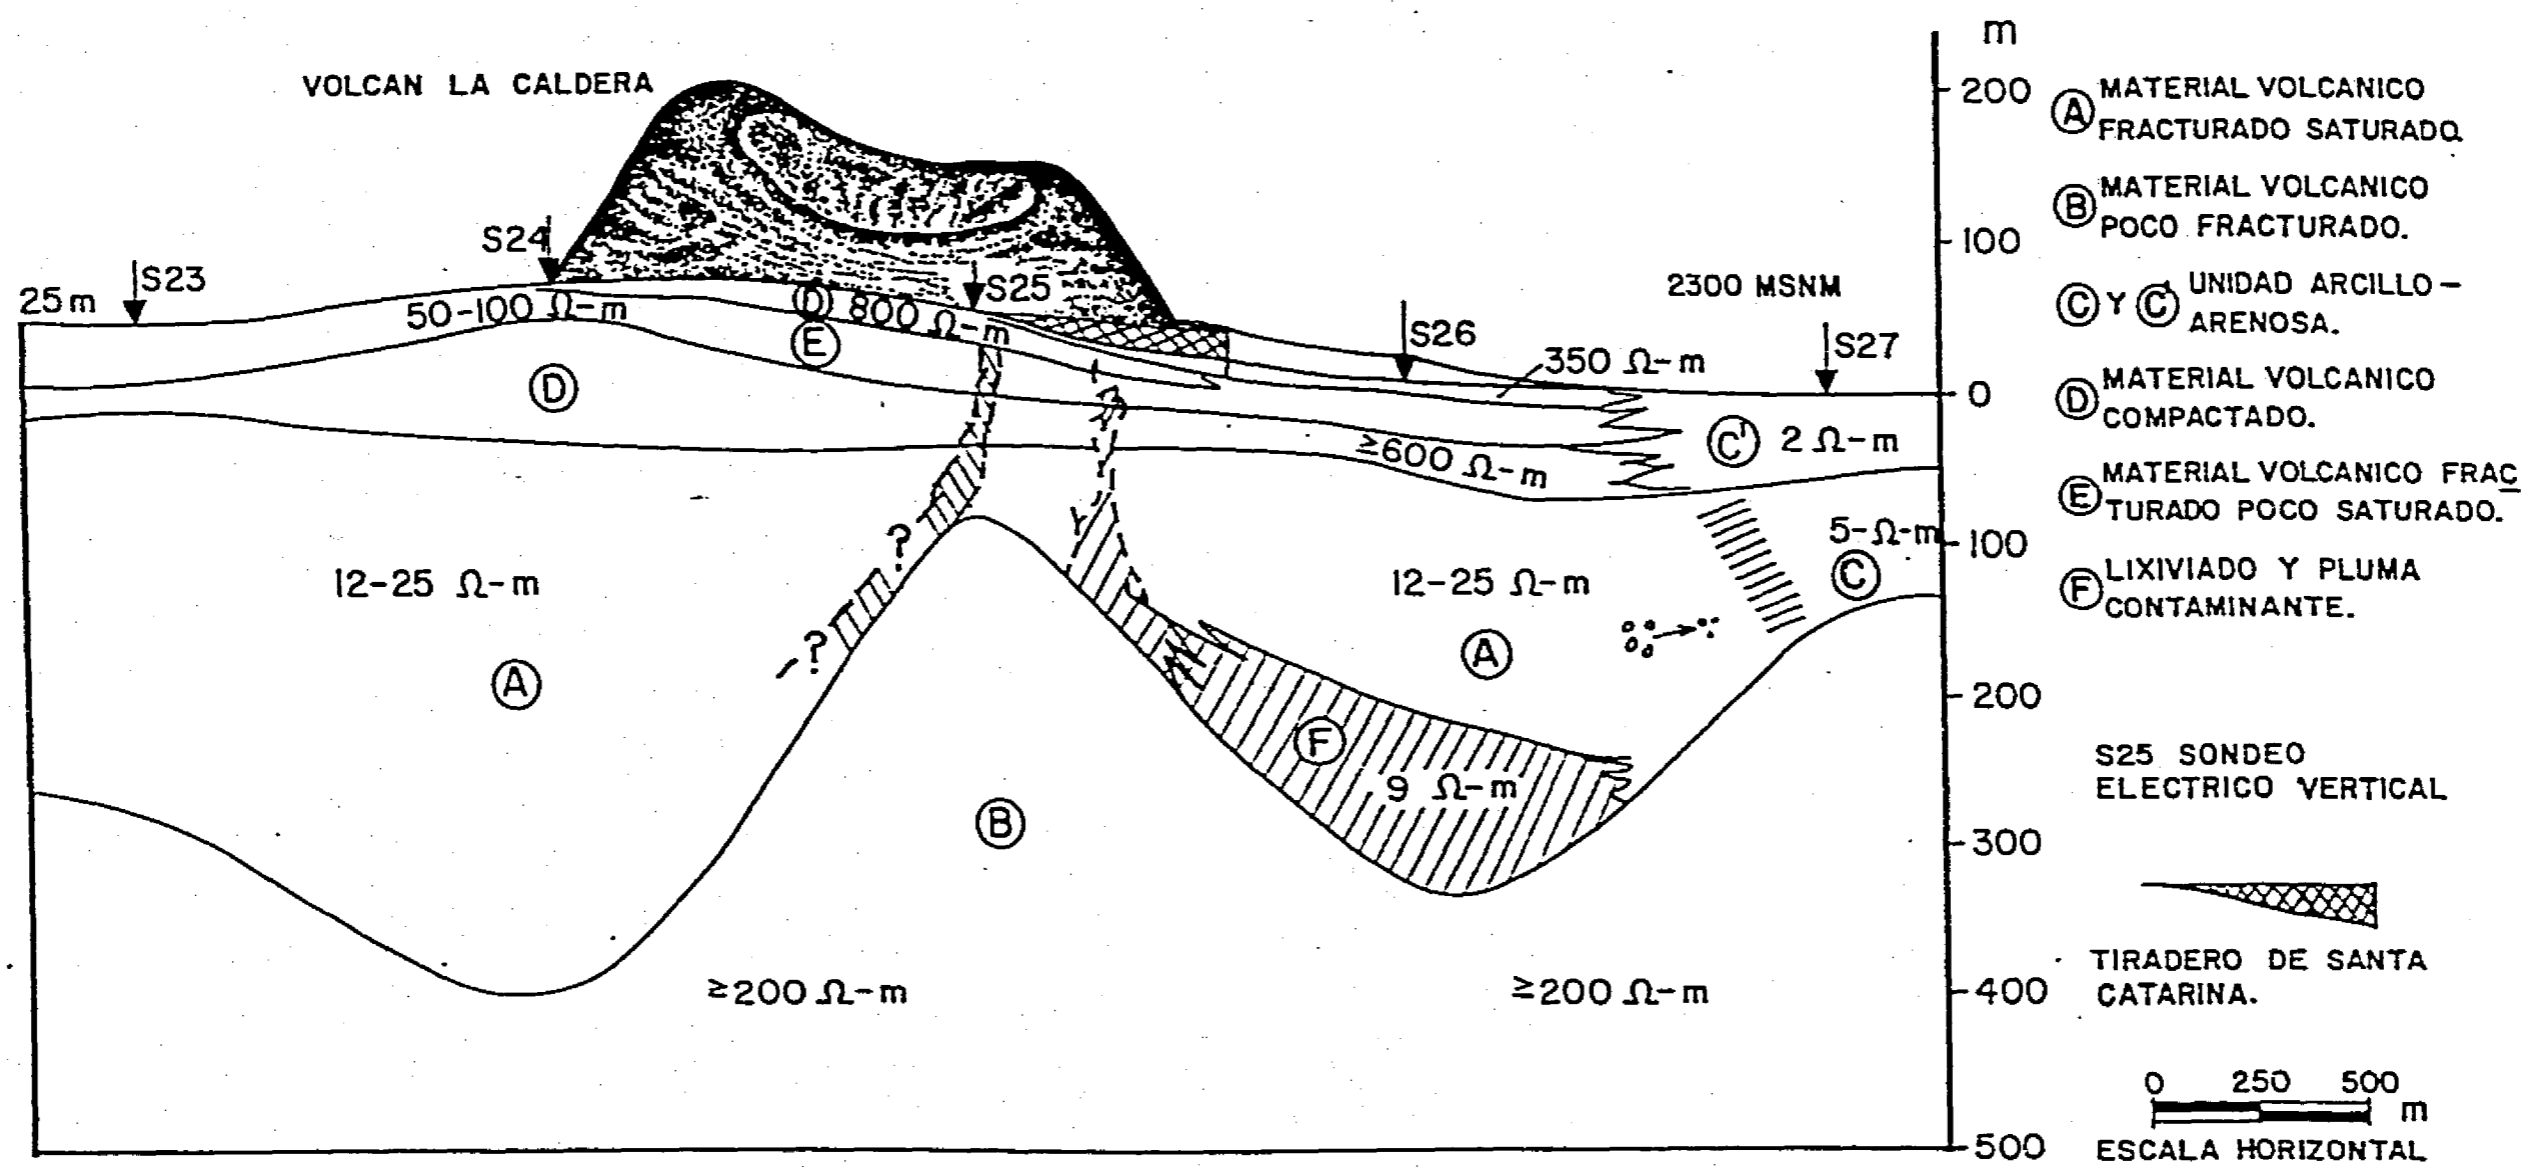 VOLCAN LA CALDERA
S23
S24
S25
S26
S27
25 m
50-100 Ω-m
D
800 Ω-m
E
D
2300 MSNM
350 Ω-m
≥600 Ω-m
C' 2 Ω-m
5-Ω-m
C
12-25 Ω-m
A
?
-?
X
Y
12-25 Ω-m
A
F
9 Ω-m
B
≥200 Ω-m
≥200 Ω-m
m
200
100
0
100
200
300
400
500
A MATERIAL VOLCANICO
FRACTURADO SATURADO.
B MATERIAL VOLCANICO
POCO FRACTURADO.
C Y C' UNIDAD ARCILLO-
ARENOSA.
D MATERIAL VOLCANICO
COMPACTADO.
E MATERIAL VOLCANICO FRAC
TURADO POCO SATURADO.
F LIXIVIADO Y PLUMA
CONTAMINANTE.
S25 SONDEO
ELECTRICO VERTICAL
TIRADERO DE SANTA
CATARINA.
0 250 500
m
ESCALA HORIZONTAL